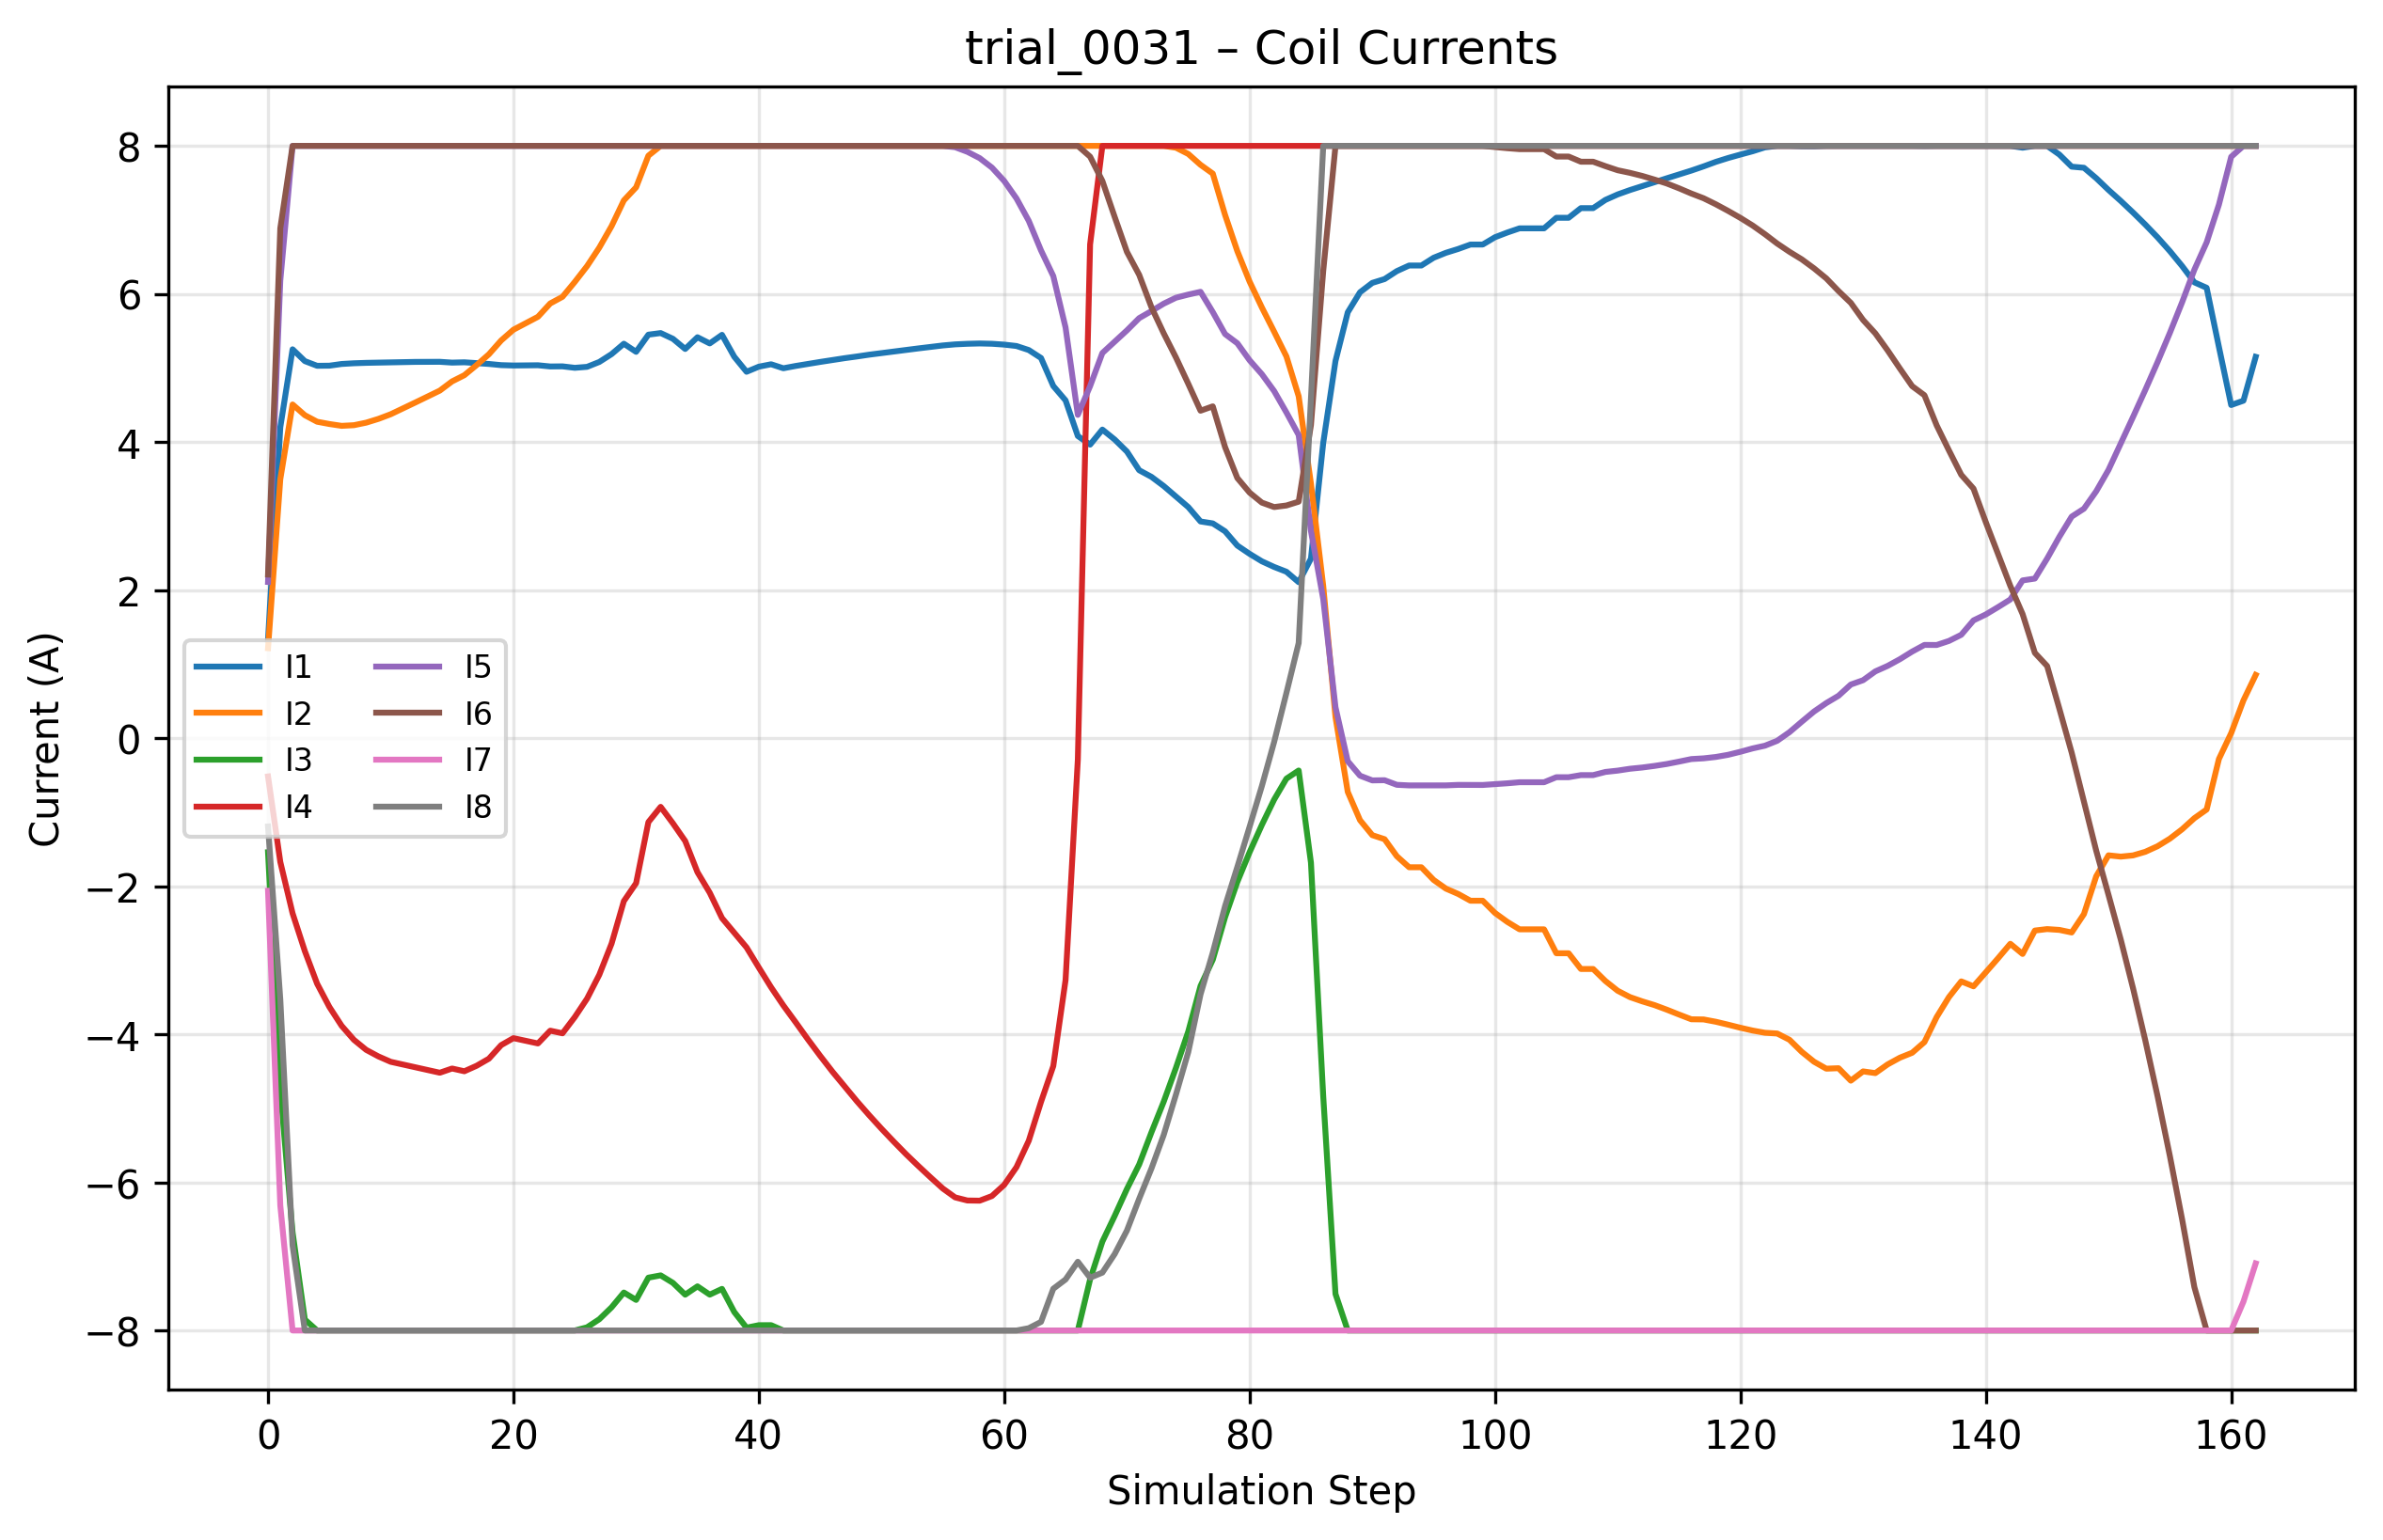 trial_0031 – Coil Currents
Current (A)
8
6
4
2
0
−2
−4
−6
−8
I1
I2
I3
I4
I5
I6
I7
I8
0 20 40 60 80 100 120 140 160
Simulation Step